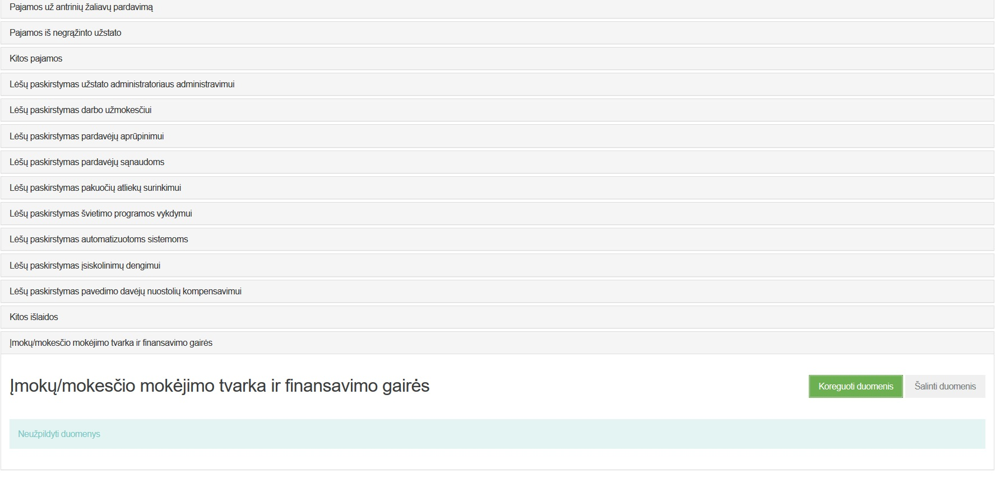 Pajamos už antrinių žaliavų pardavimą
Pajamos iš negrąžinto užstato
Kitos pajamos
Lėšų paskirstymas užstato administratoriaus administravimui
Lėšų paskirstymas darbo užmokesčiui
Lėšų paskirstymas pardavėjų aprūpinimui
Lėšų paskirstymas pardavėjų sąnaudoms
Lėšų paskirstymas pakuočių atliekų surinkimui
Lėšų paskirstymas švietimo programos vykdymui
Lėšų paskirstymas automatizuotoms sistemoms
Lėšų paskirstymas įsiskolinimų dengimui
Lėšų paskirstymas pavedimo davėjų nuostolių kompensavimui
Kitos išlaidos
Įmokų/mokesčio mokėjimo tvarka ir finansavimo gairės
Įmokų/mokesčio mokėjimo tvarka ir finansavimo gairės
Koreguoti duomenis
Šalinti duomenis
Neužpildyti duomenys